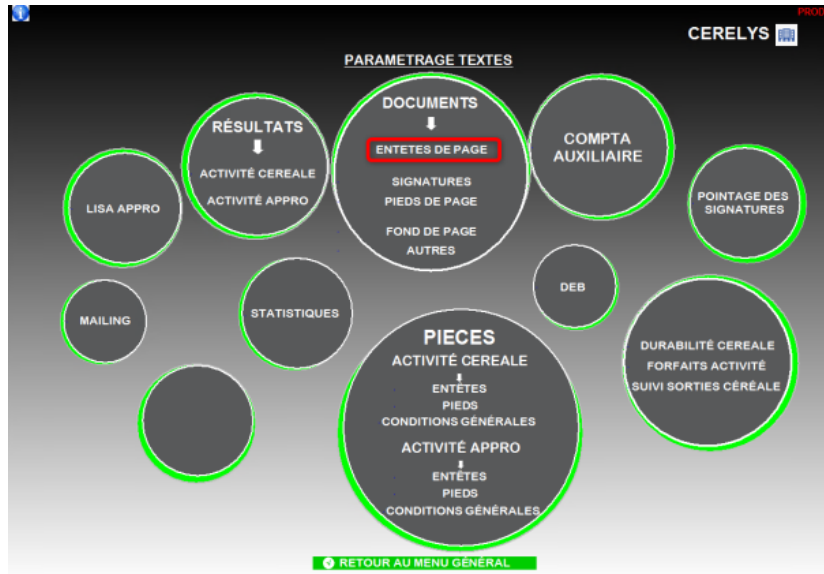 PROD
CERELYS
PARAMETRAGE TEXTES
DOCUMENTS
ENTETES DE PAGE
SIGNATURES
PIEDS DE PAGE
FOND DE PAGE
AUTRES
RÉSULTATS
ACTIVITÉ CEREALE
ACTIVITÉ APPRO
COMPTA
AUXILIAIRE
LISA APPRO
POINTAGE DES
SIGNATURES
MAILING
STATISTIQUES
DEB
PIECES
ACTIVITÉ CEREALE
ENTÊTES
PIEDS
CONDITIONS GÉNÉRALES
ACTIVITÉ APPRO
ENTÊTES
PIEDS
CONDITIONS GÉNÉRALES
DURABILITÉ CEREALE
FORFAITS ACTIVITÉ
SUIVI SORTIES CÉRÉALE
RETOUR AU MENU GÉNÉRAL